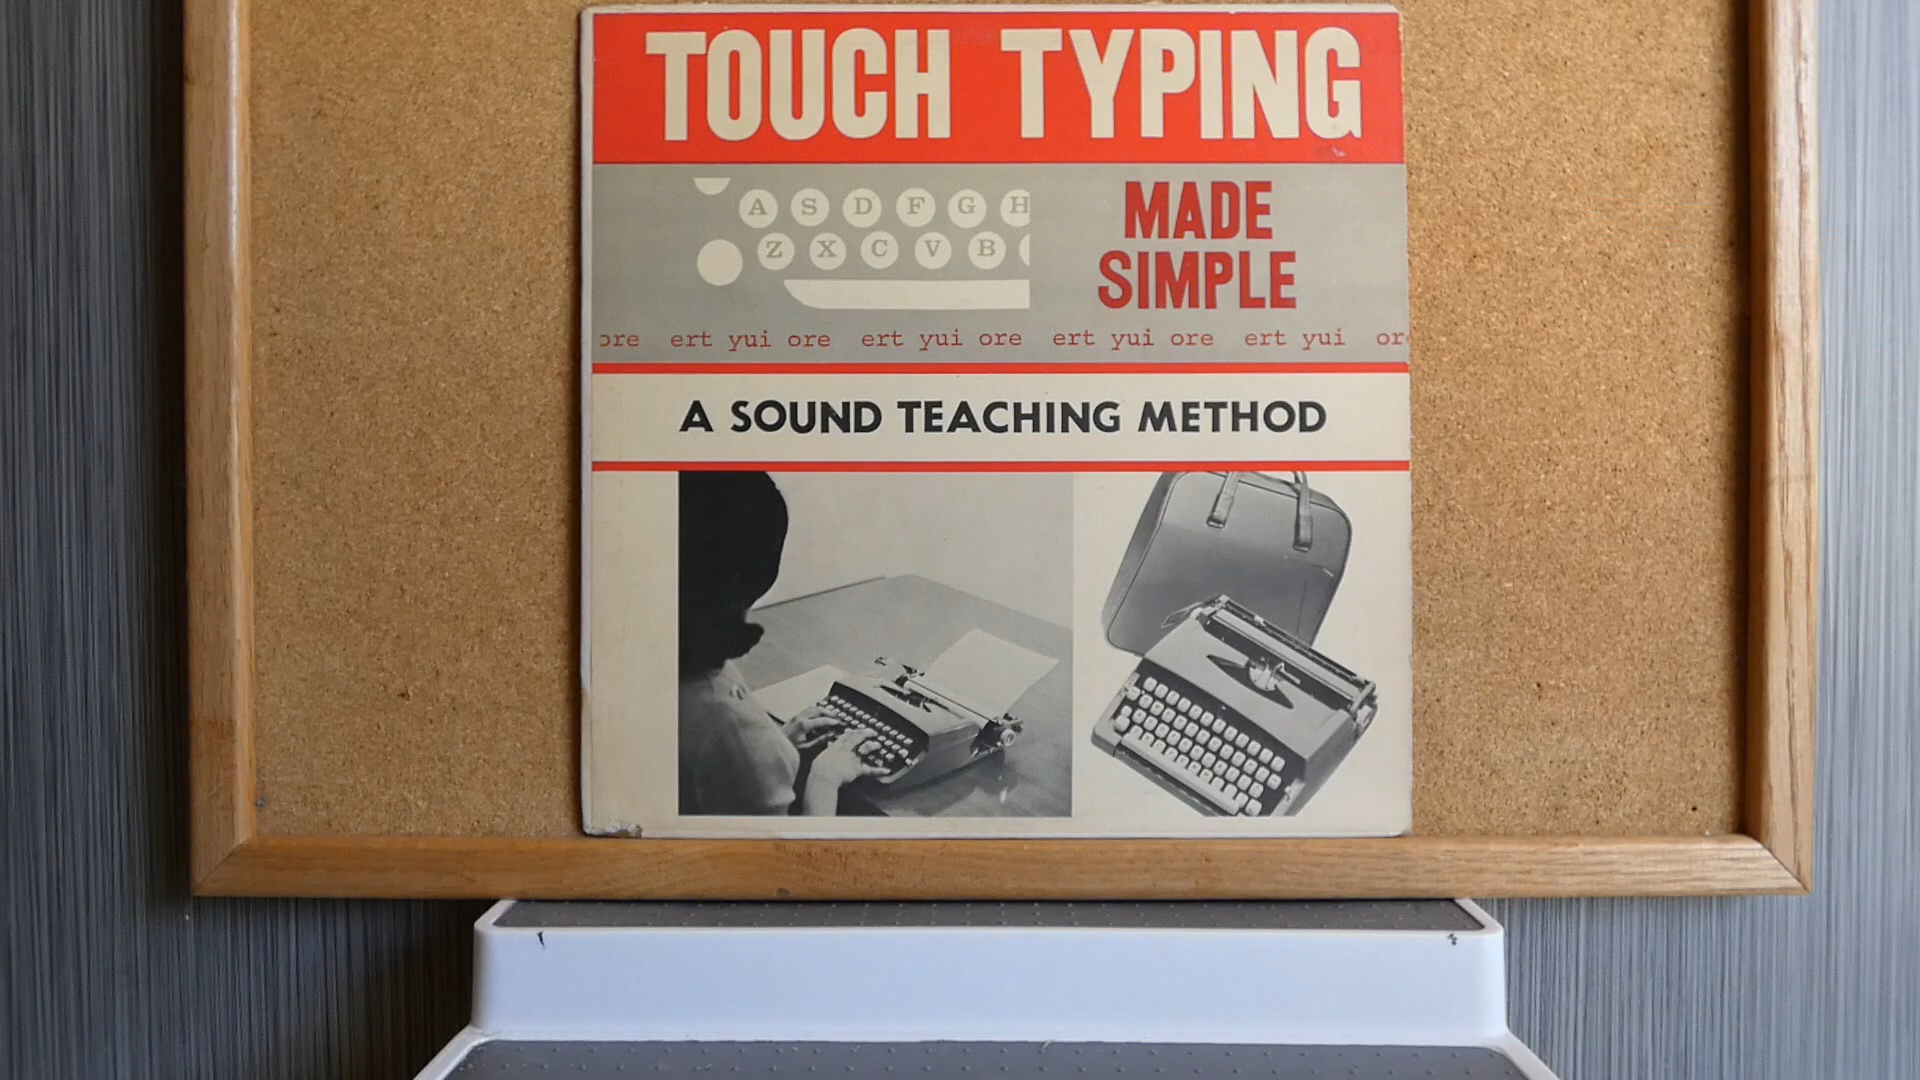 TOUCH TYPING
A S D F G H
Z X C V B
MADE
SIMPLE
ore ert yui ore ert yui ore ert yui ore ert yui or
A SOUND TEACHING METHOD